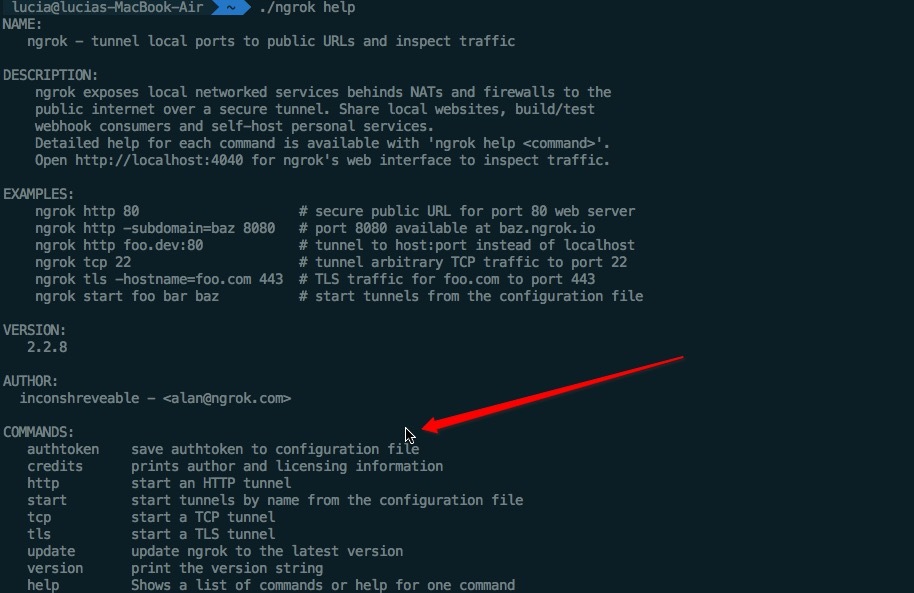 lucia@lucias-MacBook-Air ~ ./ngrok help
NAME:
   ngrok - tunnel local ports to public URLs and inspect traffic

DESCRIPTION:
    ngrok exposes local networked services behinds NATs and firewalls to the
    public internet over a secure tunnel. Share local websites, build/test
    webhook consumers and self-host personal services.
    Detailed help for each command is available with 'ngrok help <command>'.
    Open http://localhost:4040 for ngrok's web interface to inspect traffic.

EXAMPLES:
    ngrok http 80                    # secure public URL for port 80 web server
    ngrok http -subdomain=baz 8080   # port 8080 available at baz.ngrok.io
    ngrok http foo.dev:80            # tunnel to host:port instead of localhost
    ngrok tcp 22                     # tunnel arbitrary TCP traffic to port 22
    ngrok tls -hostname=foo.com 443  # TLS traffic for foo.com to port 443
    ngrok start foo bar baz          # start tunnels from the configuration file

VERSION:
   2.2.8

AUTHOR:
  inconshreveable - <alan@ngrok.com>

COMMANDS:
   authtoken    save authtoken to configuration file
   credits      prints author and licensing information
   http         start an HTTP tunnel
   start        start tunnels by name from the configuration file
   tcp          start a TCP tunnel
   tls          start a TLS tunnel
   update       update ngrok to the latest version
   version      print the version string
   help         Shows a list of commands or help for one command